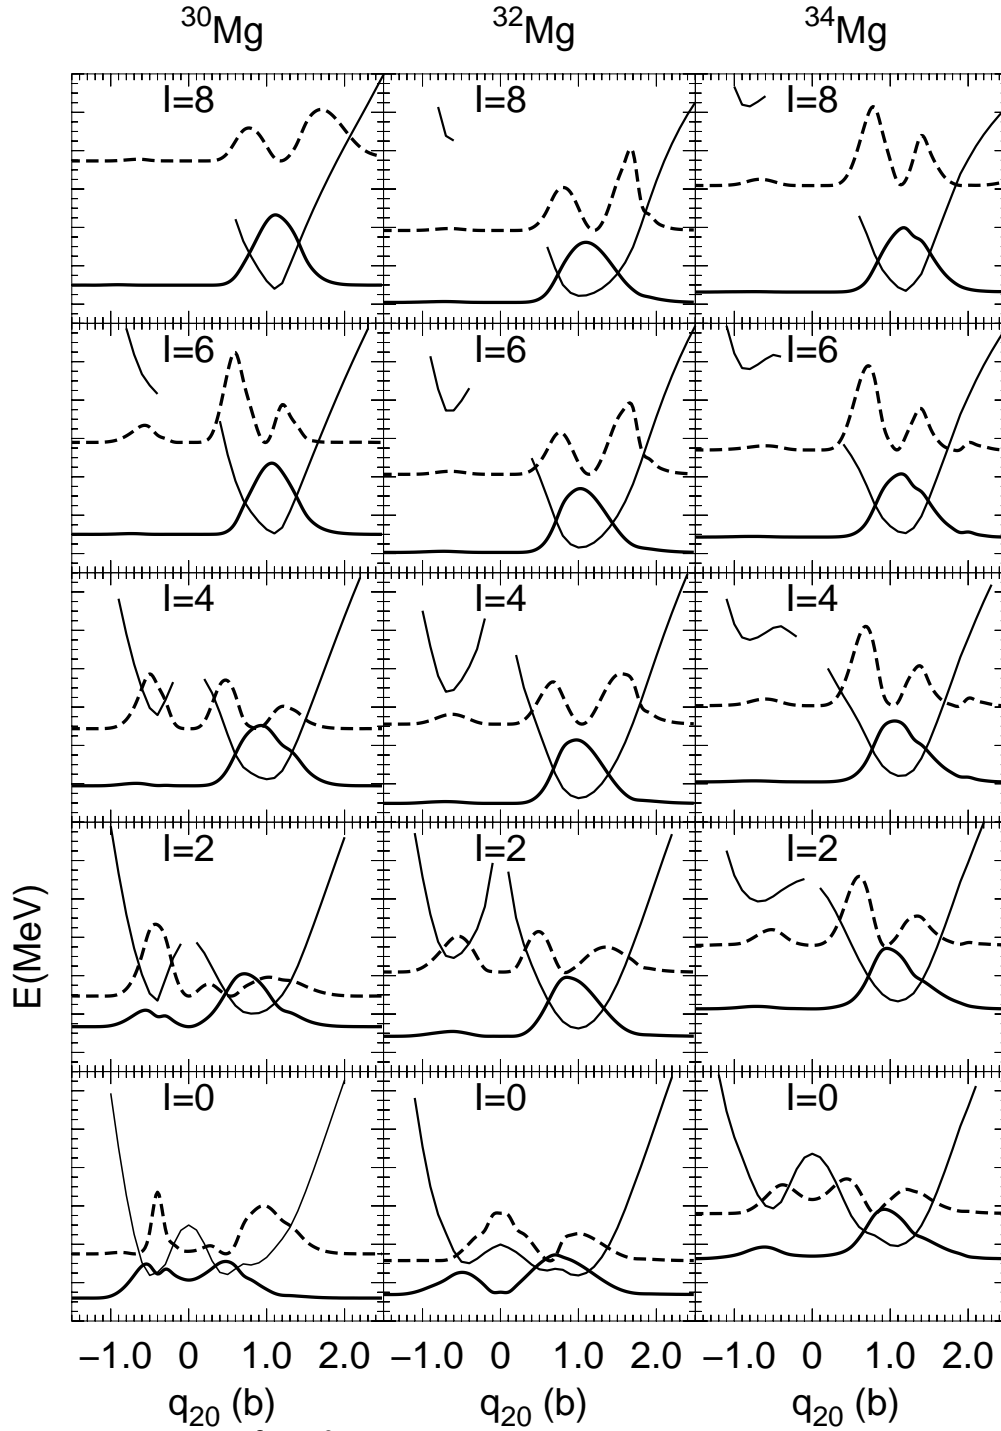 ³⁰Mg ³²Mg ³⁴Mg
I=8 I=8 I=8
I=6 I=6 I=6
I=4 I=4 I=4
I=2 I=2 I=2
E(MeV)
I=0 I=0 I=0
−1.0 0 1.0 2.0 −1.0 0 1.0 2.0 −1.0 0 1.0 2.0
q₂₀ (b) q₂₀ (b) q₂₀ (b)